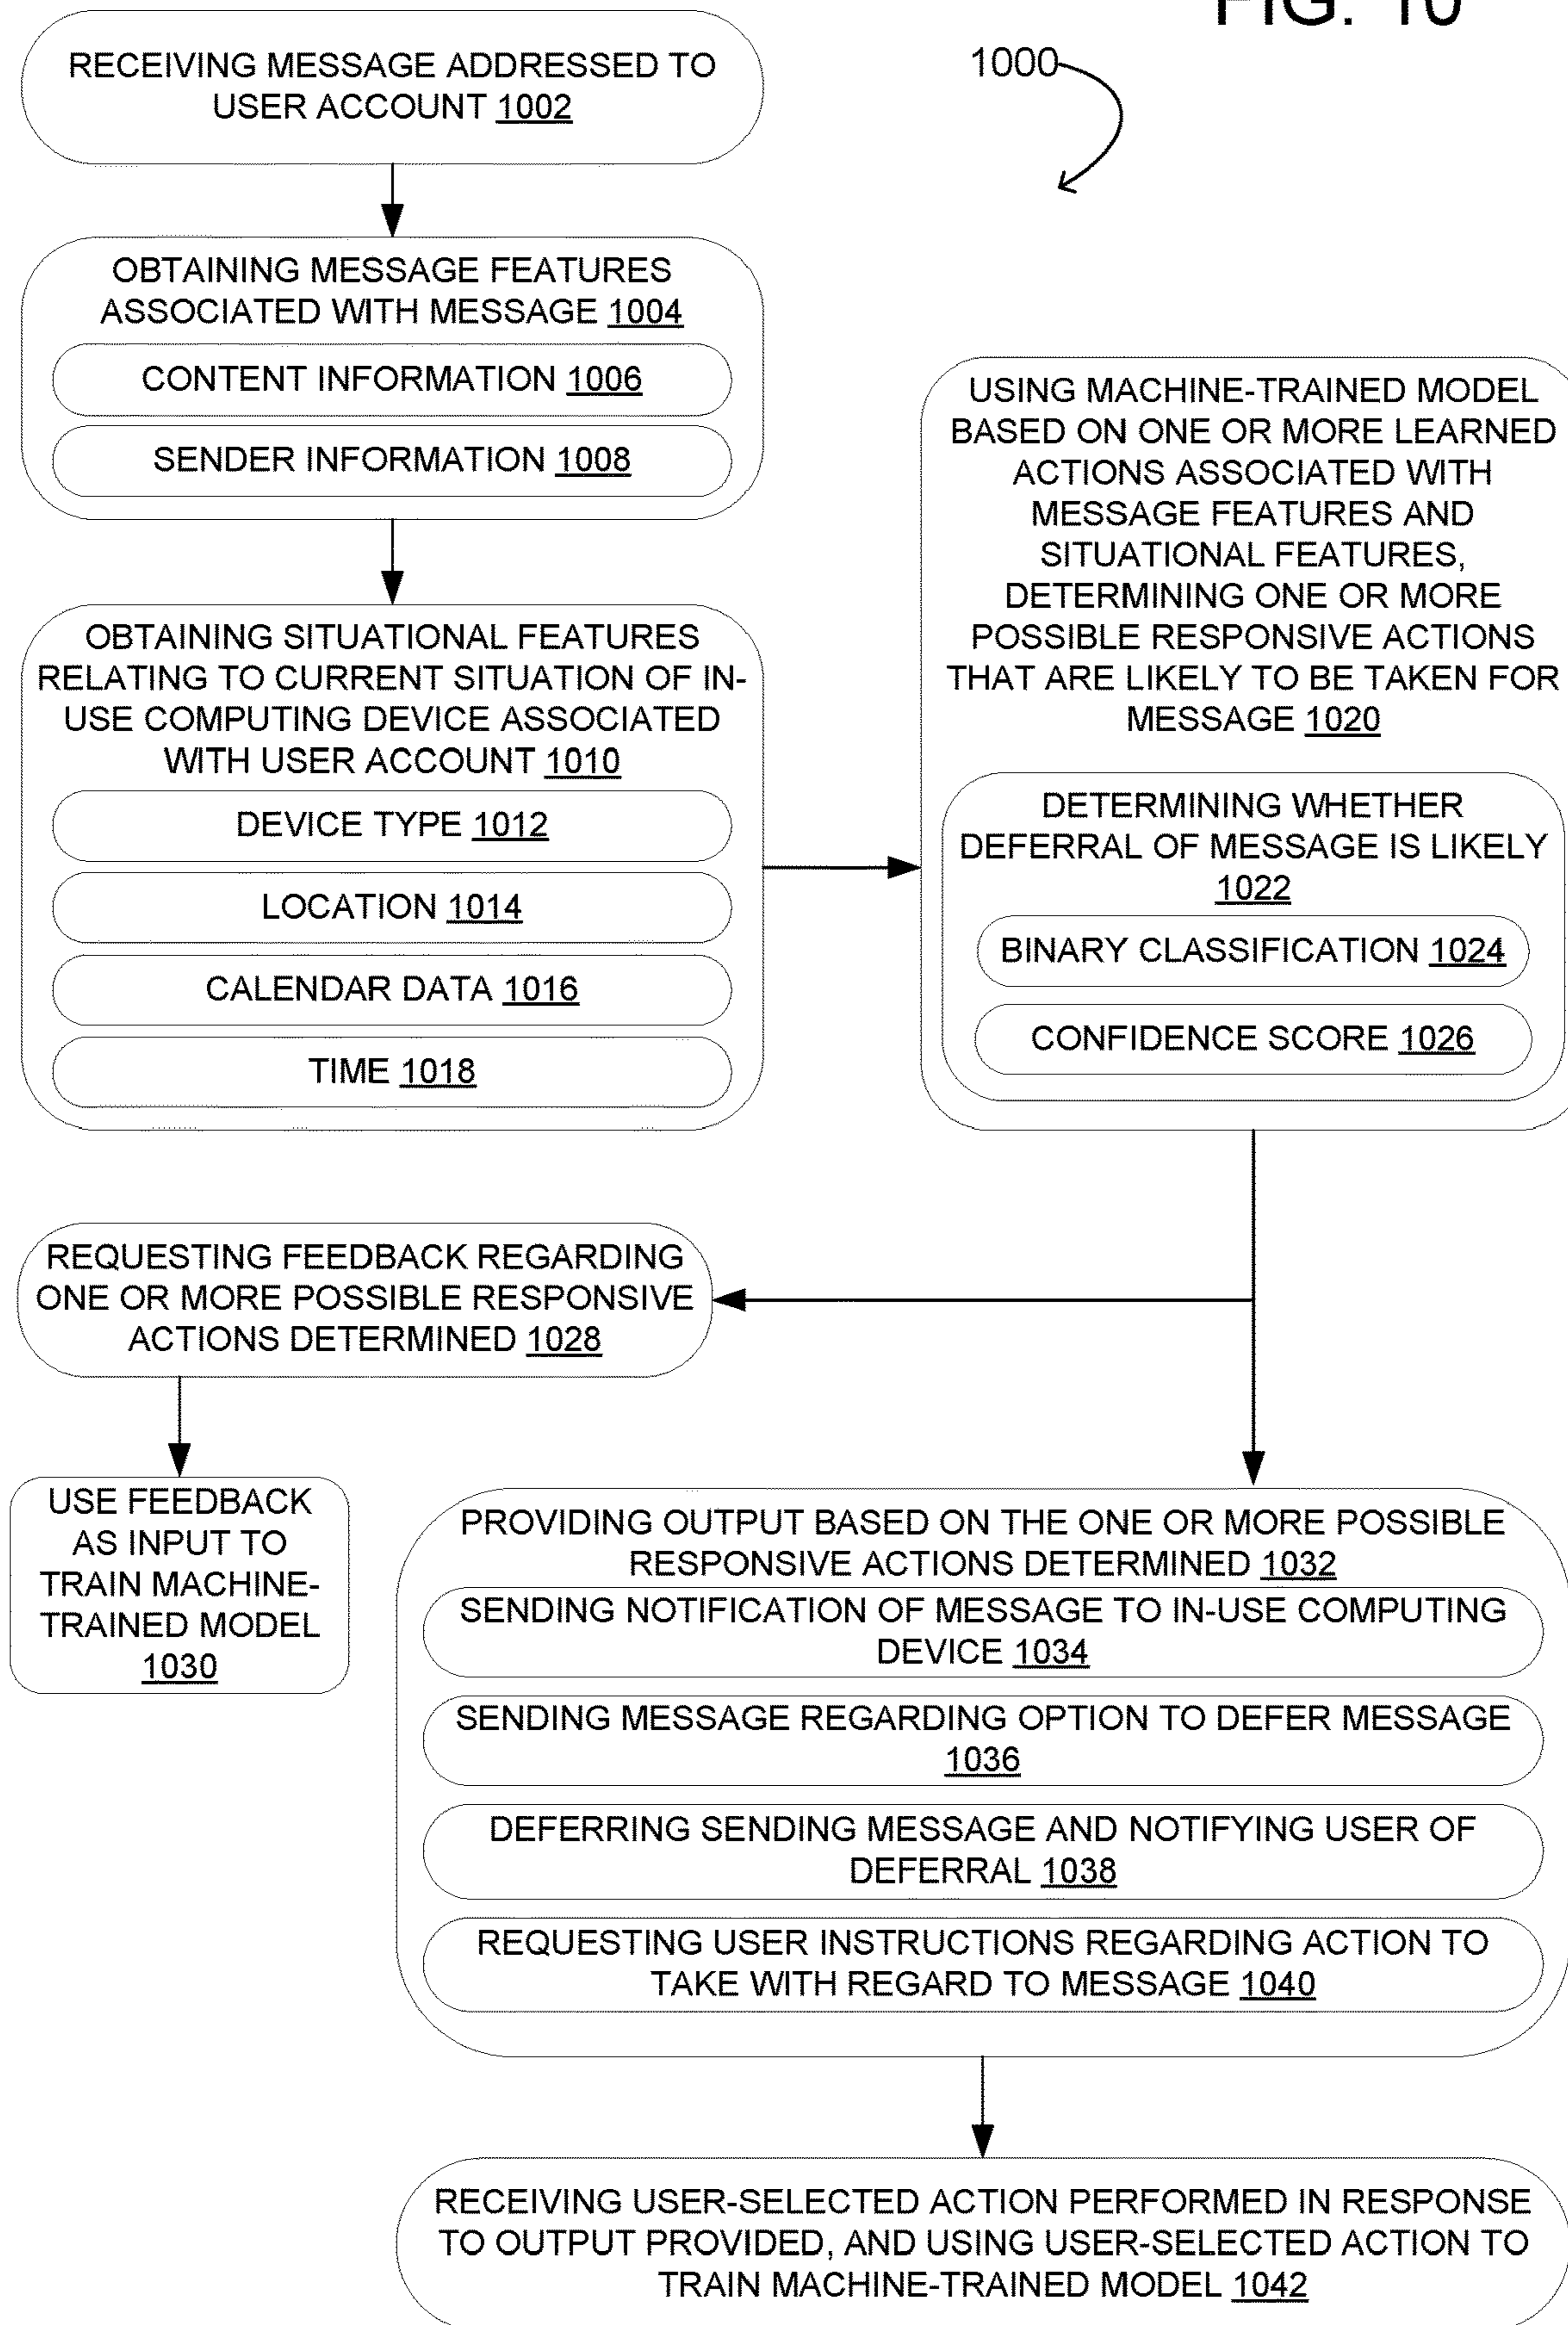 FIG. 10
1000
RECEIVING MESSAGE ADDRESSED TO
USER ACCOUNT 1002
OBTAINING MESSAGE FEATURES
ASSOCIATED WITH MESSAGE 1004
CONTENT INFORMATION 1006
SENDER INFORMATION 1008
OBTAINING SITUATIONAL FEATURES
RELATING TO CURRENT SITUATION OF IN-
USE COMPUTING DEVICE ASSOCIATED
WITH USER ACCOUNT 1010
DEVICE TYPE 1012
LOCATION 1014
CALENDAR DATA 1016
TIME 1018
USING MACHINE-TRAINED MODEL
BASED ON ONE OR MORE LEARNED
ACTIONS ASSOCIATED WITH
MESSAGE FEATURES AND
SITUATIONAL FEATURES,
DETERMINING ONE OR MORE
POSSIBLE RESPONSIVE ACTIONS
THAT ARE LIKELY TO BE TAKEN FOR
MESSAGE 1020
DETERMINING WHETHER
DEFERRAL OF MESSAGE IS LIKELY
1022
BINARY CLASSIFICATION 1024
CONFIDENCE SCORE 1026
REQUESTING FEEDBACK REGARDING
ONE OR MORE POSSIBLE RESPONSIVE
ACTIONS DETERMINED 1028
USE FEEDBACK
AS INPUT TO
TRAIN MACHINE-
TRAINED MODEL
1030
PROVIDING OUTPUT BASED ON THE ONE OR MORE POSSIBLE
RESPONSIVE ACTIONS DETERMINED 1032
SENDING NOTIFICATION OF MESSAGE TO IN-USE COMPUTING
DEVICE 1034
SENDING MESSAGE REGARDING OPTION TO DEFER MESSAGE
1036
DEFERRING SENDING MESSAGE AND NOTIFYING USER OF
DEFERRAL 1038
REQUESTING USER INSTRUCTIONS REGARDING ACTION TO
TAKE WITH REGARD TO MESSAGE 1040
RECEIVING USER-SELECTED ACTION PERFORMED IN RESPONSE
TO OUTPUT PROVIDED, AND USING USER-SELECTED ACTION TO
TRAIN MACHINE-TRAINED MODEL 1042